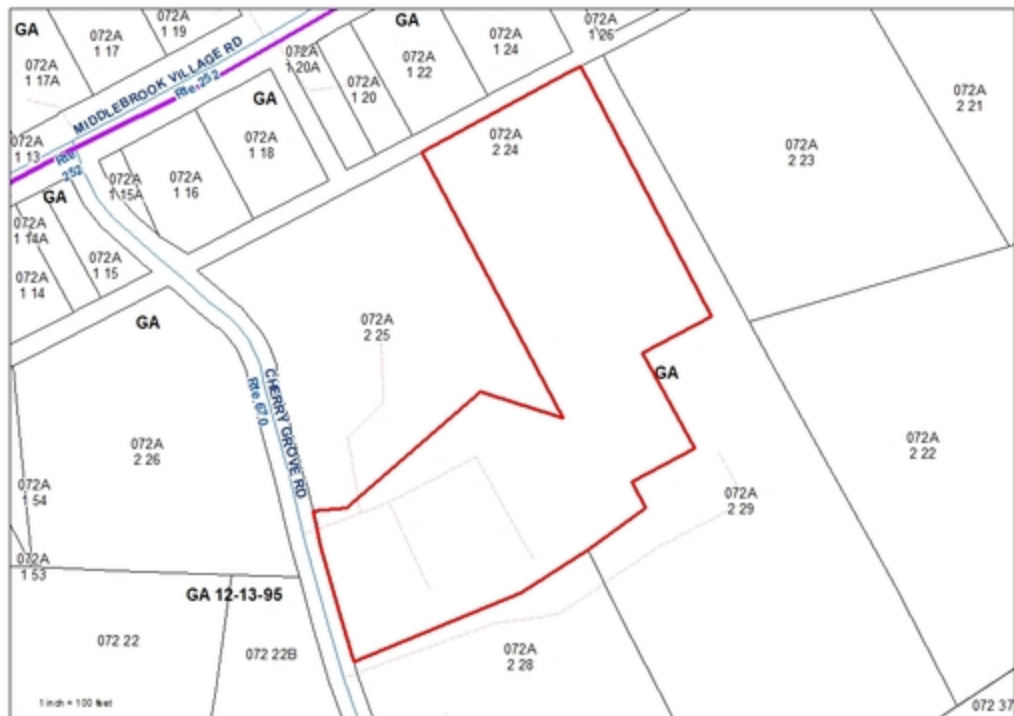 GA
072A
1 17
072A
1 19
GA
072A
1 24
072A
1 26
072A
1 17A
072A
1 20A
072A
1 22
MIDDLEBROOK VILLAGE RD
Rte.252
072A
1 20
072A
2 21
GA
072A
1 13
072A
1 18
072A
2 24
072A
2 23
Rte.
252
072A
1 15A
072A
1 16
GA
072A
1 14A
072A
1 15
072A
1 14
GA
072A
2 25
GA
CHERRY GROVE RD
Rte.670
072A
2 26
072A
2 22
072A
1 54
072A
2 29
072A
1 53
GA 12-13-95
072 22
072 22B
072A
2 28
1 inch = 100 feet
072 37